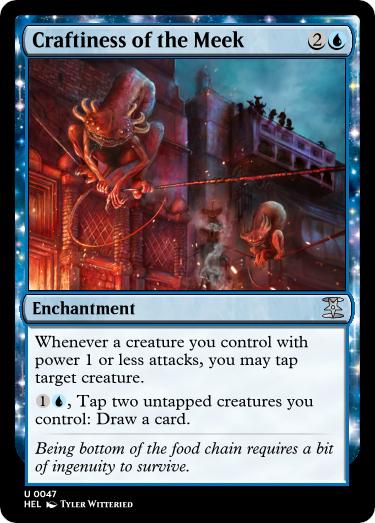 Craftiness of the Meek 2
Enchantment
Whenever a creature you control with
power 1 or less attacks, you may tap
target creature.
1, Tap two untapped creatures you
control: Draw a card.
Being bottom of the food chain requires a bit
of ingenuity to survive.
U 0047
HEL Tyler Witteried